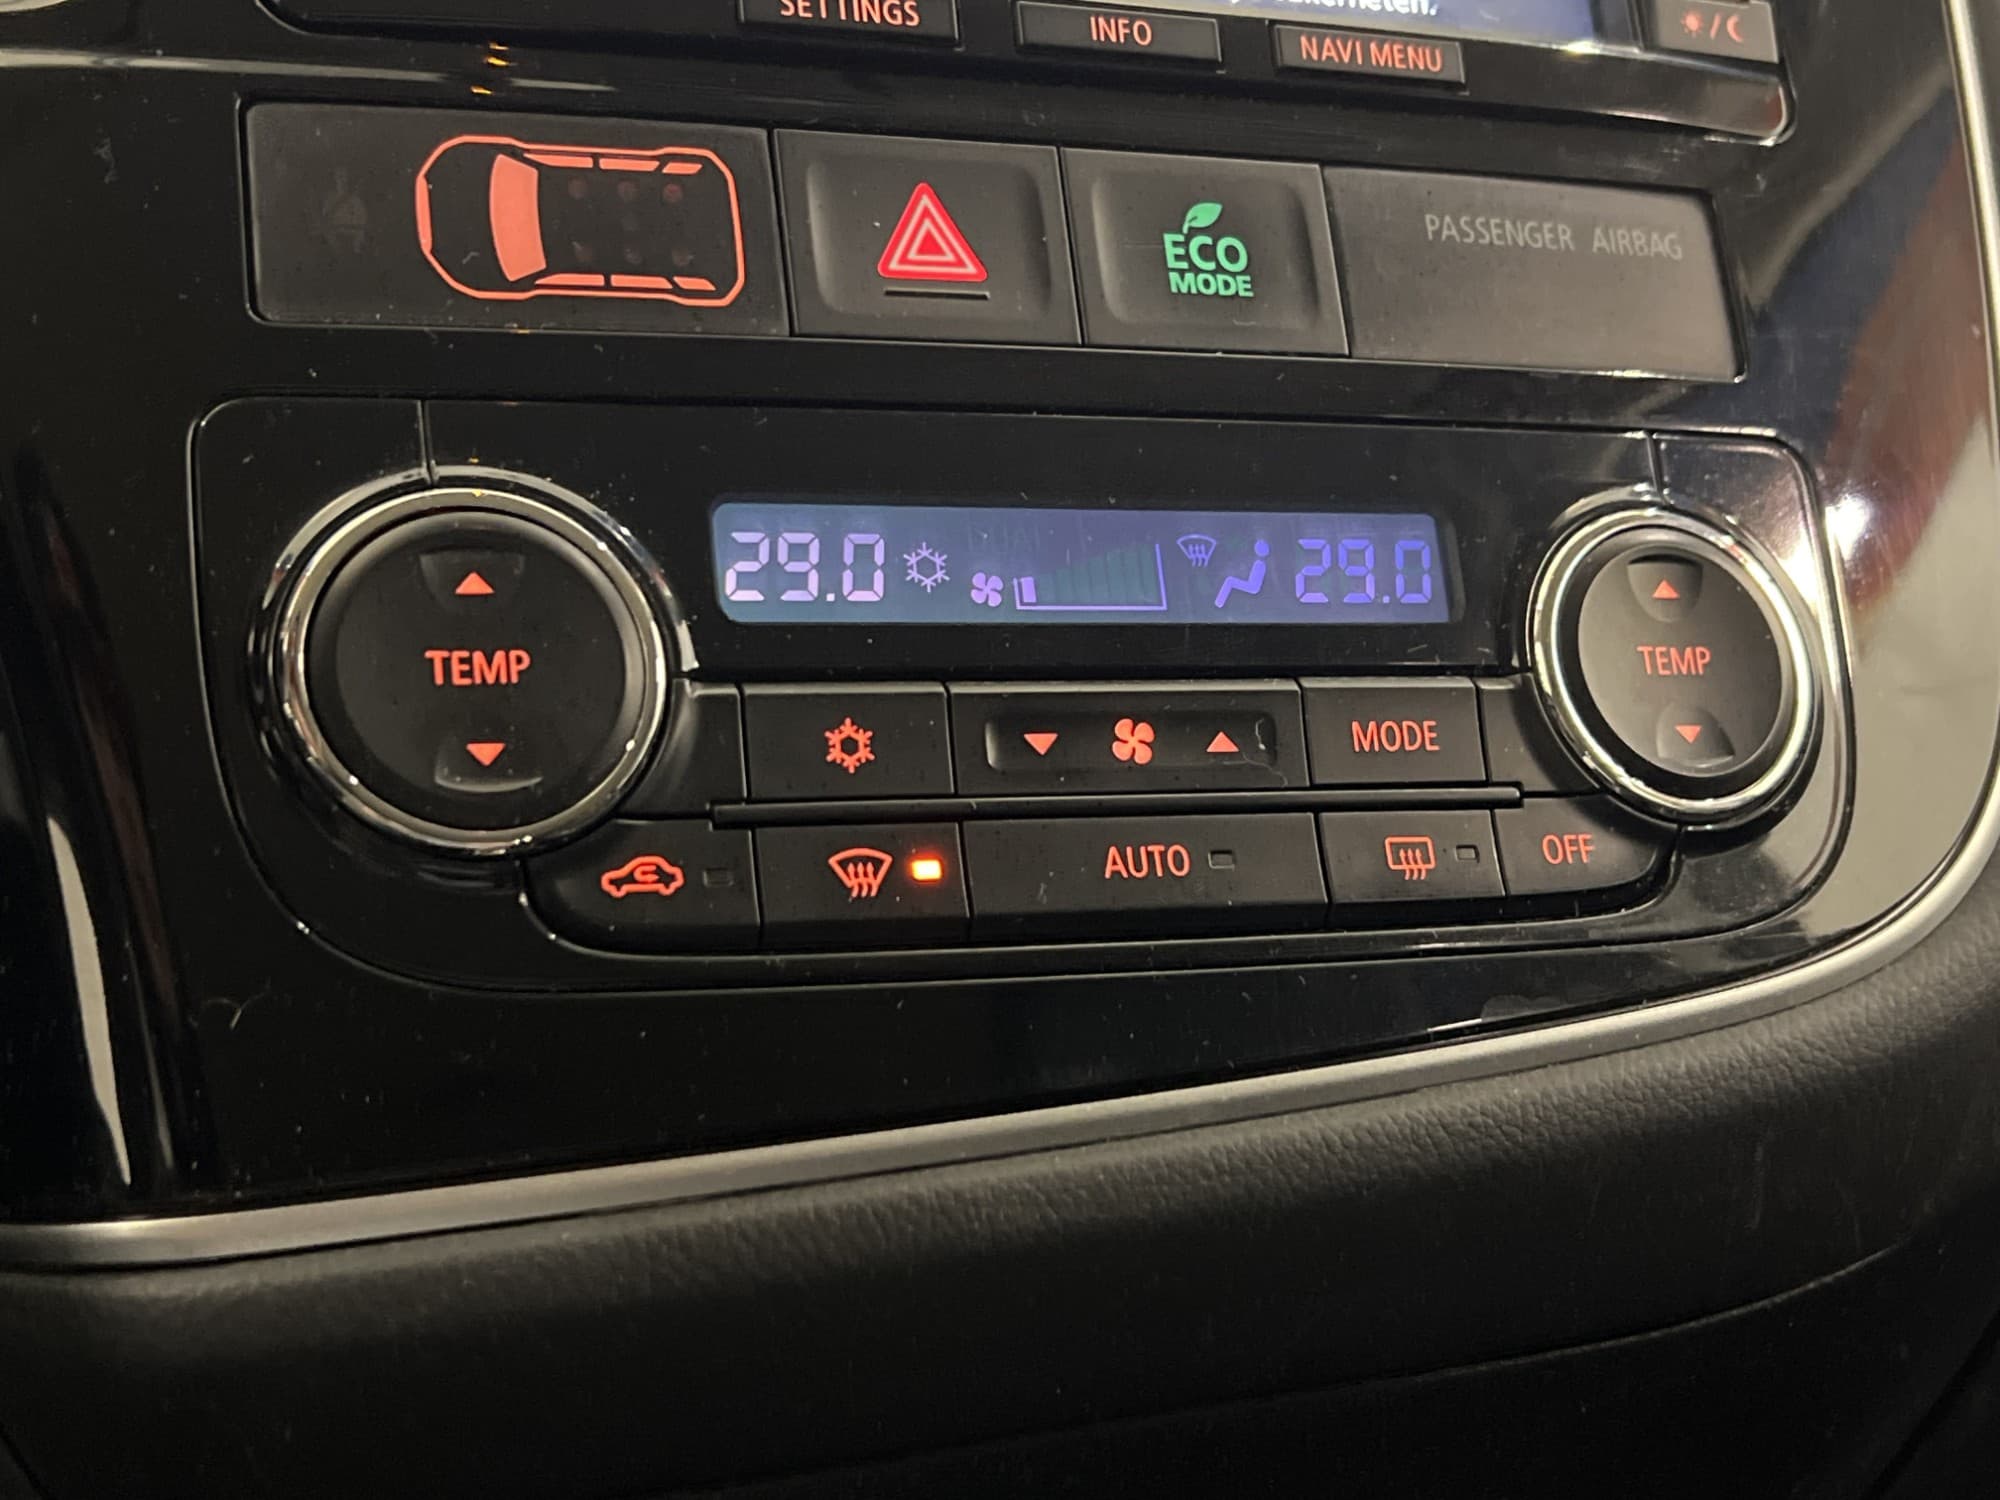 SETTINGS
INFO
NAVI MENU
ECO
MODE
PASSENGER AIRBAG
29.0
29.0
TEMP
TEMP
MODE
AUTO
OFF